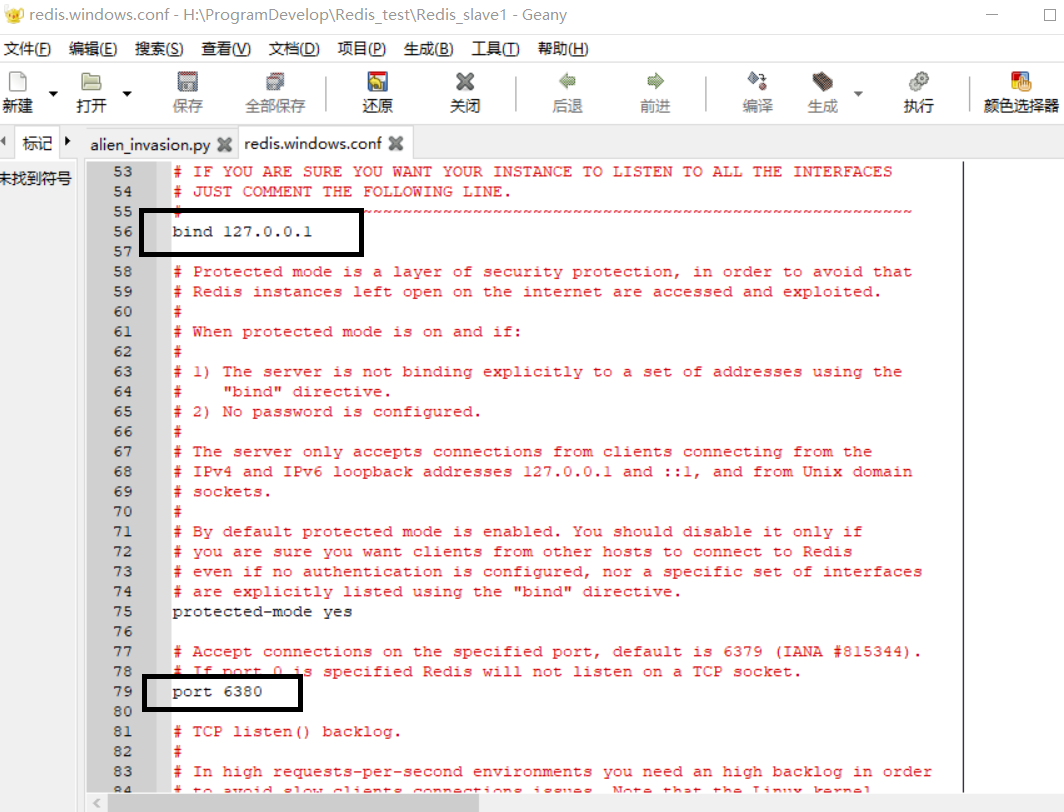 redis.windows.conf - H:\ProgramDevelop\Redis_test\Redis_slave1 - Geany
文件(F) 编辑(E) 搜索(S) 查看(V) 文档(D) 项目(P) 生成(B) 工具(T) 帮助(H)
新建 打开 保存 全部保存 还原 关闭 后退 前进 编译 生成 执行 颜色选择器
标记 alien_invasion.py redis.windows.conf
未找到符号
53 # IF YOU ARE SURE YOU WANT YOUR INSTANCE TO LISTEN TO ALL THE INTERFACES
54 # JUST COMMENT THE FOLLOWING LINE.
55 # ~~~~~~~~~~~~~~~~~~~~~~~~~~~~~~~~~~~~~~~~~~~~~~~~~~~~~~~~~~~~~~~~~~~~~~~~
56 bind 127.0.0.1
57
58 # Protected mode is a layer of security protection, in order to avoid that
59 # Redis instances left open on the internet are accessed and exploited.
60 #
61 # When protected mode is on and if:
62 #
63 # 1) The server is not binding explicitly to a set of addresses using the
64 #    "bind" directive.
65 # 2) No password is configured.
66 #
67 # The server only accepts connections from clients connecting from the
68 # IPv4 and IPv6 loopback addresses 127.0.0.1 and ::1, and from Unix domain
69 # sockets.
70 #
71 # By default protected mode is enabled. You should disable it only if
72 # you are sure you want clients from other hosts to connect to Redis
73 # even if no authentication is configured, nor a specific set of interfaces
74 # are explicitly listed using the "bind" directive.
75 protected-mode yes
76
77 # Accept connections on the specified port, default is 6379 (IANA #815344).
78 # If port 0 is specified Redis will not listen on a TCP socket.
79 port 6380
80
81 # TCP listen() backlog.
82 #
83 # In high requests-per-second environments you need an high backlog in order
84 # to avoid slow clients connections issues. Note that the Linux kernel